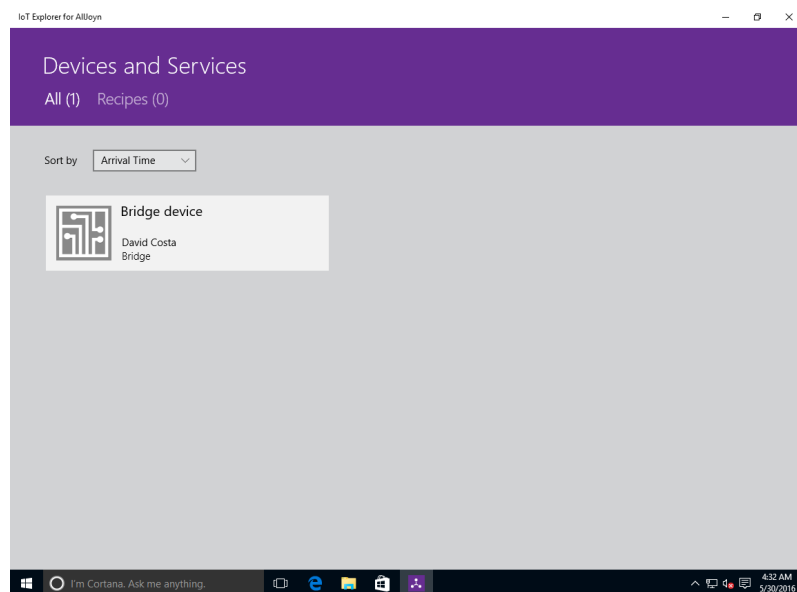 IoT Explorer for AllJoyn
Devices and Services
All (1) Recipes (0)
Sort by Arrival Time
Bridge device
David Costa
Bridge
I'm Cortana. Ask me anything.
4:32 AM
5/30/2016